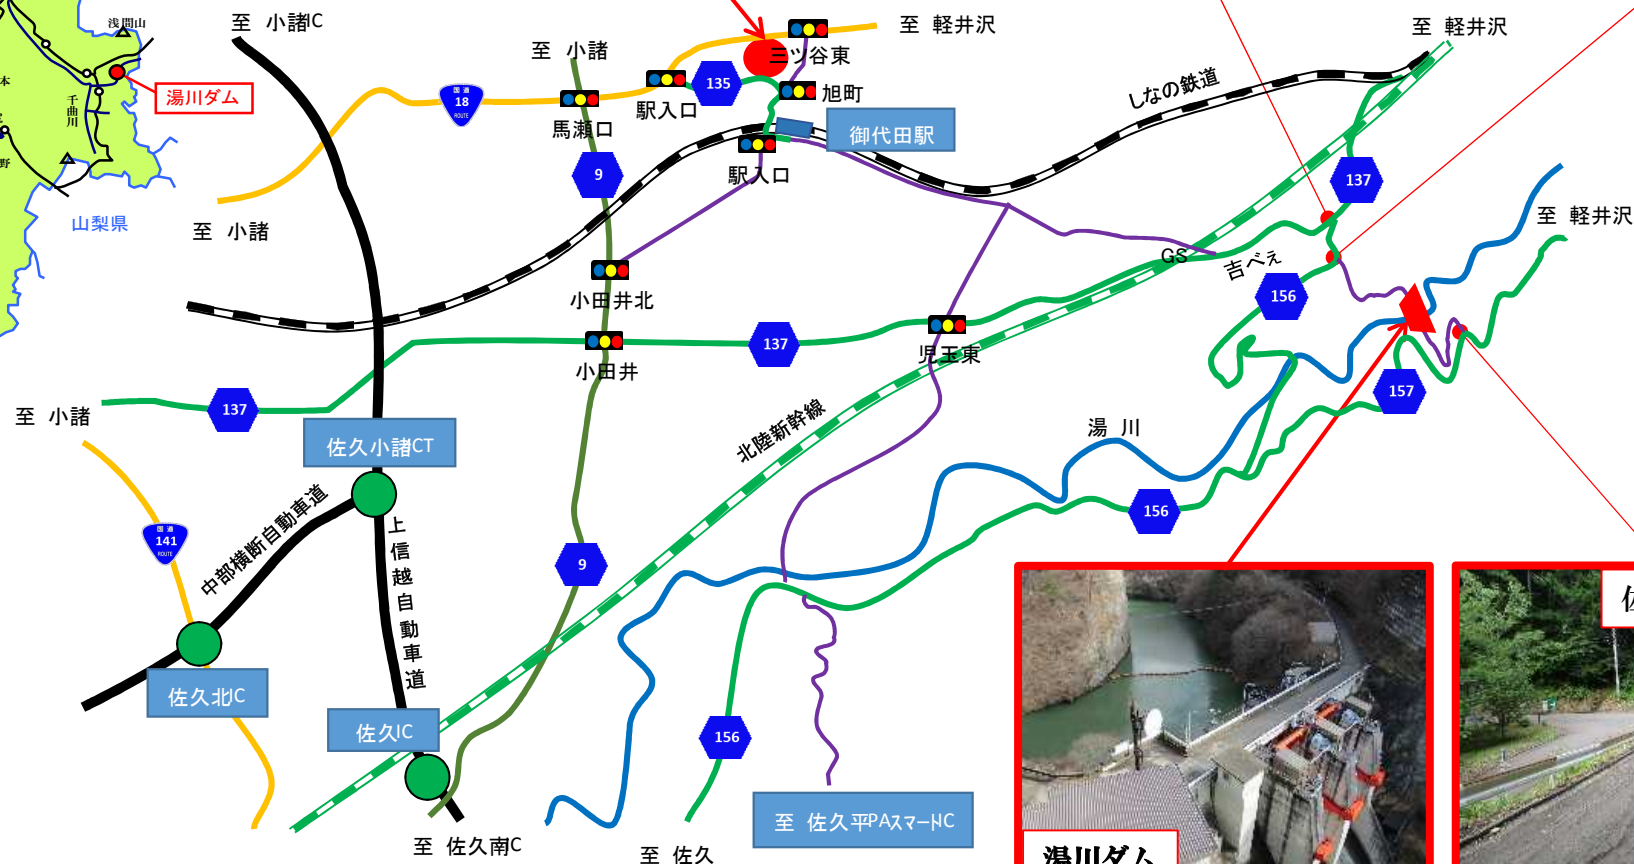 浅間山
千曲川
本
野
湯川ダム
山梨県
至 小諸IC
至 小諸
至 軽井沢
至 軽井沢
三ツ谷東
駅入口
135
旭町
国道
18
ROUTE
馬瀬口
しなの鉄道
御代田駅
駅入口
9
137
至 小諸
至 軽井沢
GS
吉べえ
小田井北
156
137
児玉東
小田井
157
至 小諸
137
佐久小諸JCT
北陸新幹線
湯 川
中部横断自動車道
上信越自動車道
156
国道
141
ROUTE
9
佐久北IC
佐久IC
156
至 佐久平PAスマートIC
至 佐久南IC
至 佐久
湯川ダム